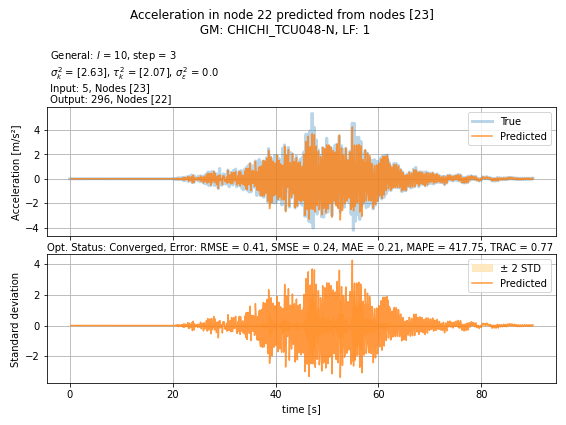 Acceleration in node 22 predicted from nodes [23]
GM: CHICHI_TCU048-N, LF: 1
General: l = 10, step = 3
σ²ₖ = [2.63], τ²ₖ = [2.07], σ²ε = 0.0
Input: 5, Nodes [23]
Output: 296, Nodes [22]
Acceleration [m/s²]
4
2
0
−2
−4
True
Predicted
Opt. Status: Converged, Error: RMSE = 0.41, SMSE = 0.24, MAE = 0.21, MAPE = 417.75, TRAC = 0.77
Standard deviation
4
2
0
−2
± 2 STD
Predicted
0 20 40 60 80
time [s]